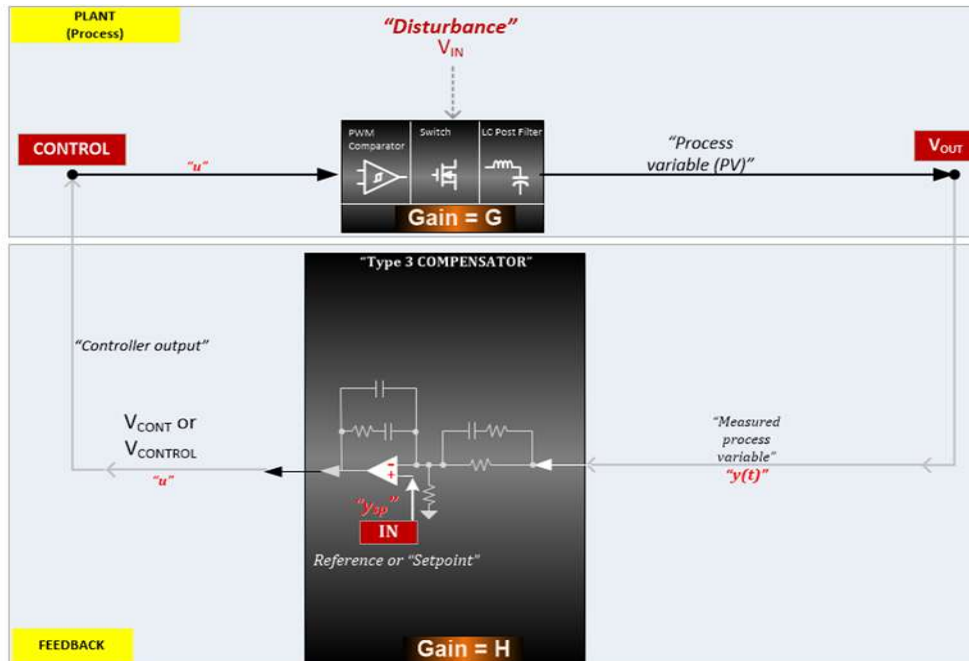 PLANT
(Process)
“Disturbance”
VIN
PWM
Comparator
Switch
LC Post Filter
CONTROL
“u”
“Process
variable (PV)”
VOUT
Gain = G
“Type 3 COMPENSATOR”
“Controller output”
VCONT or
VCONTROL
“u”
“Measured
process
variable”
“y(t)”
-
+
“ysp”
IN
Reference or “Setpoint”
Gain = H
FEEDBACK